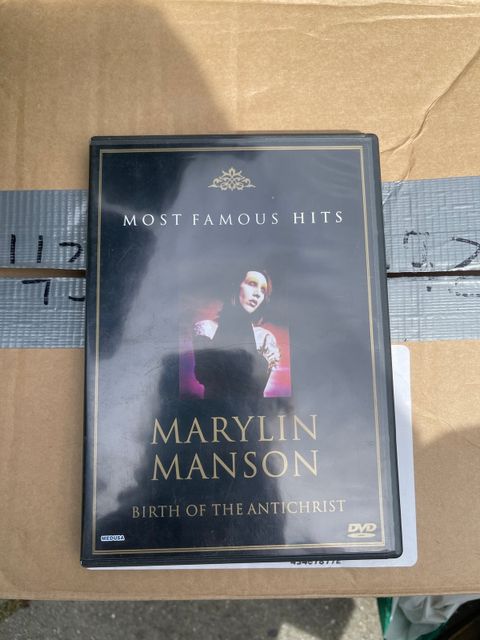 MOST FAMOUS HITS
MARYLIN
MANSON
BIRTH OF THE ANTICHRIST
MEDUSA
DVD